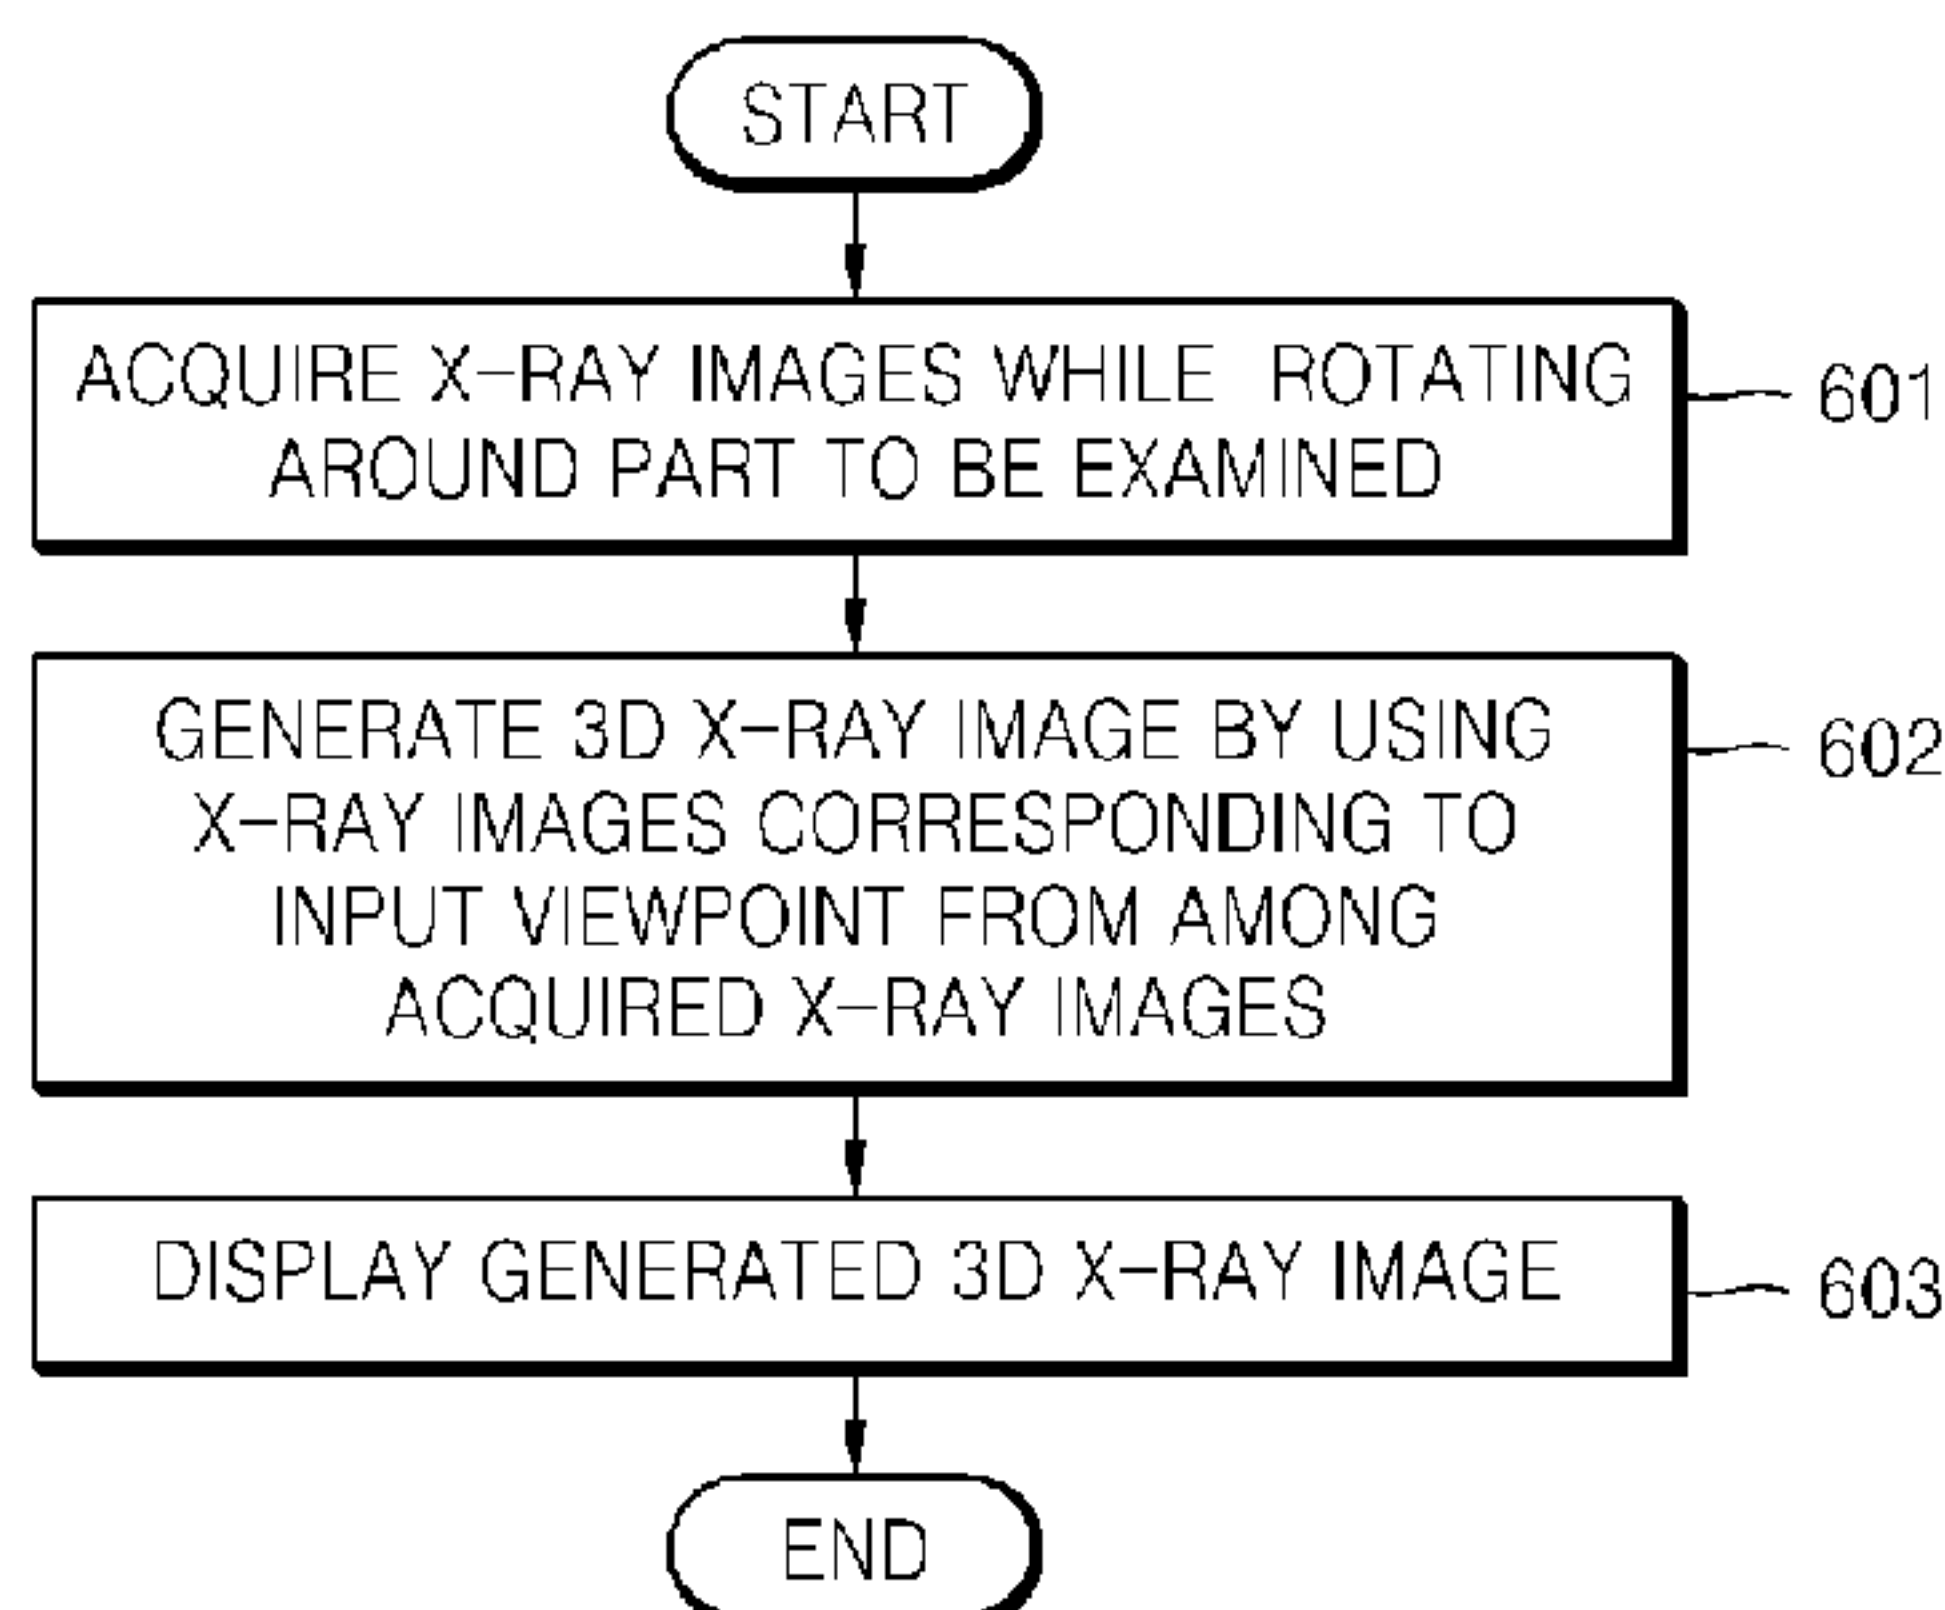 START
ACQUIRE X-RAY IMAGES WHILE ROTATING
AROUND PART TO BE EXAMINED
601
GENERATE 3D X-RAY IMAGE BY USING
X-RAY IMAGES CORRESPONDING TO
INPUT VIEWPOINT FROM AMONG
ACQUIRED X-RAY IMAGES
602
DISPLAY GENERATED 3D X-RAY IMAGE
603
END